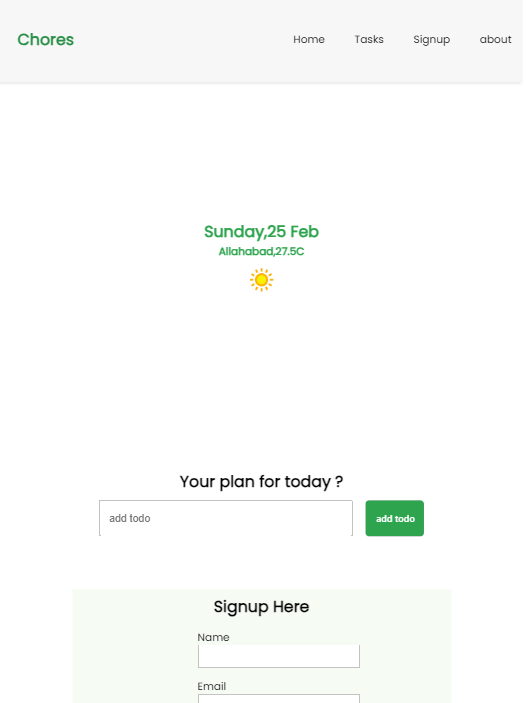 Chores
Home Tasks Signup about
Sunday,25 Feb
Allahabad,27.5C
Your plan for today ?
add todo
add todo
Signup Here
Name
Email